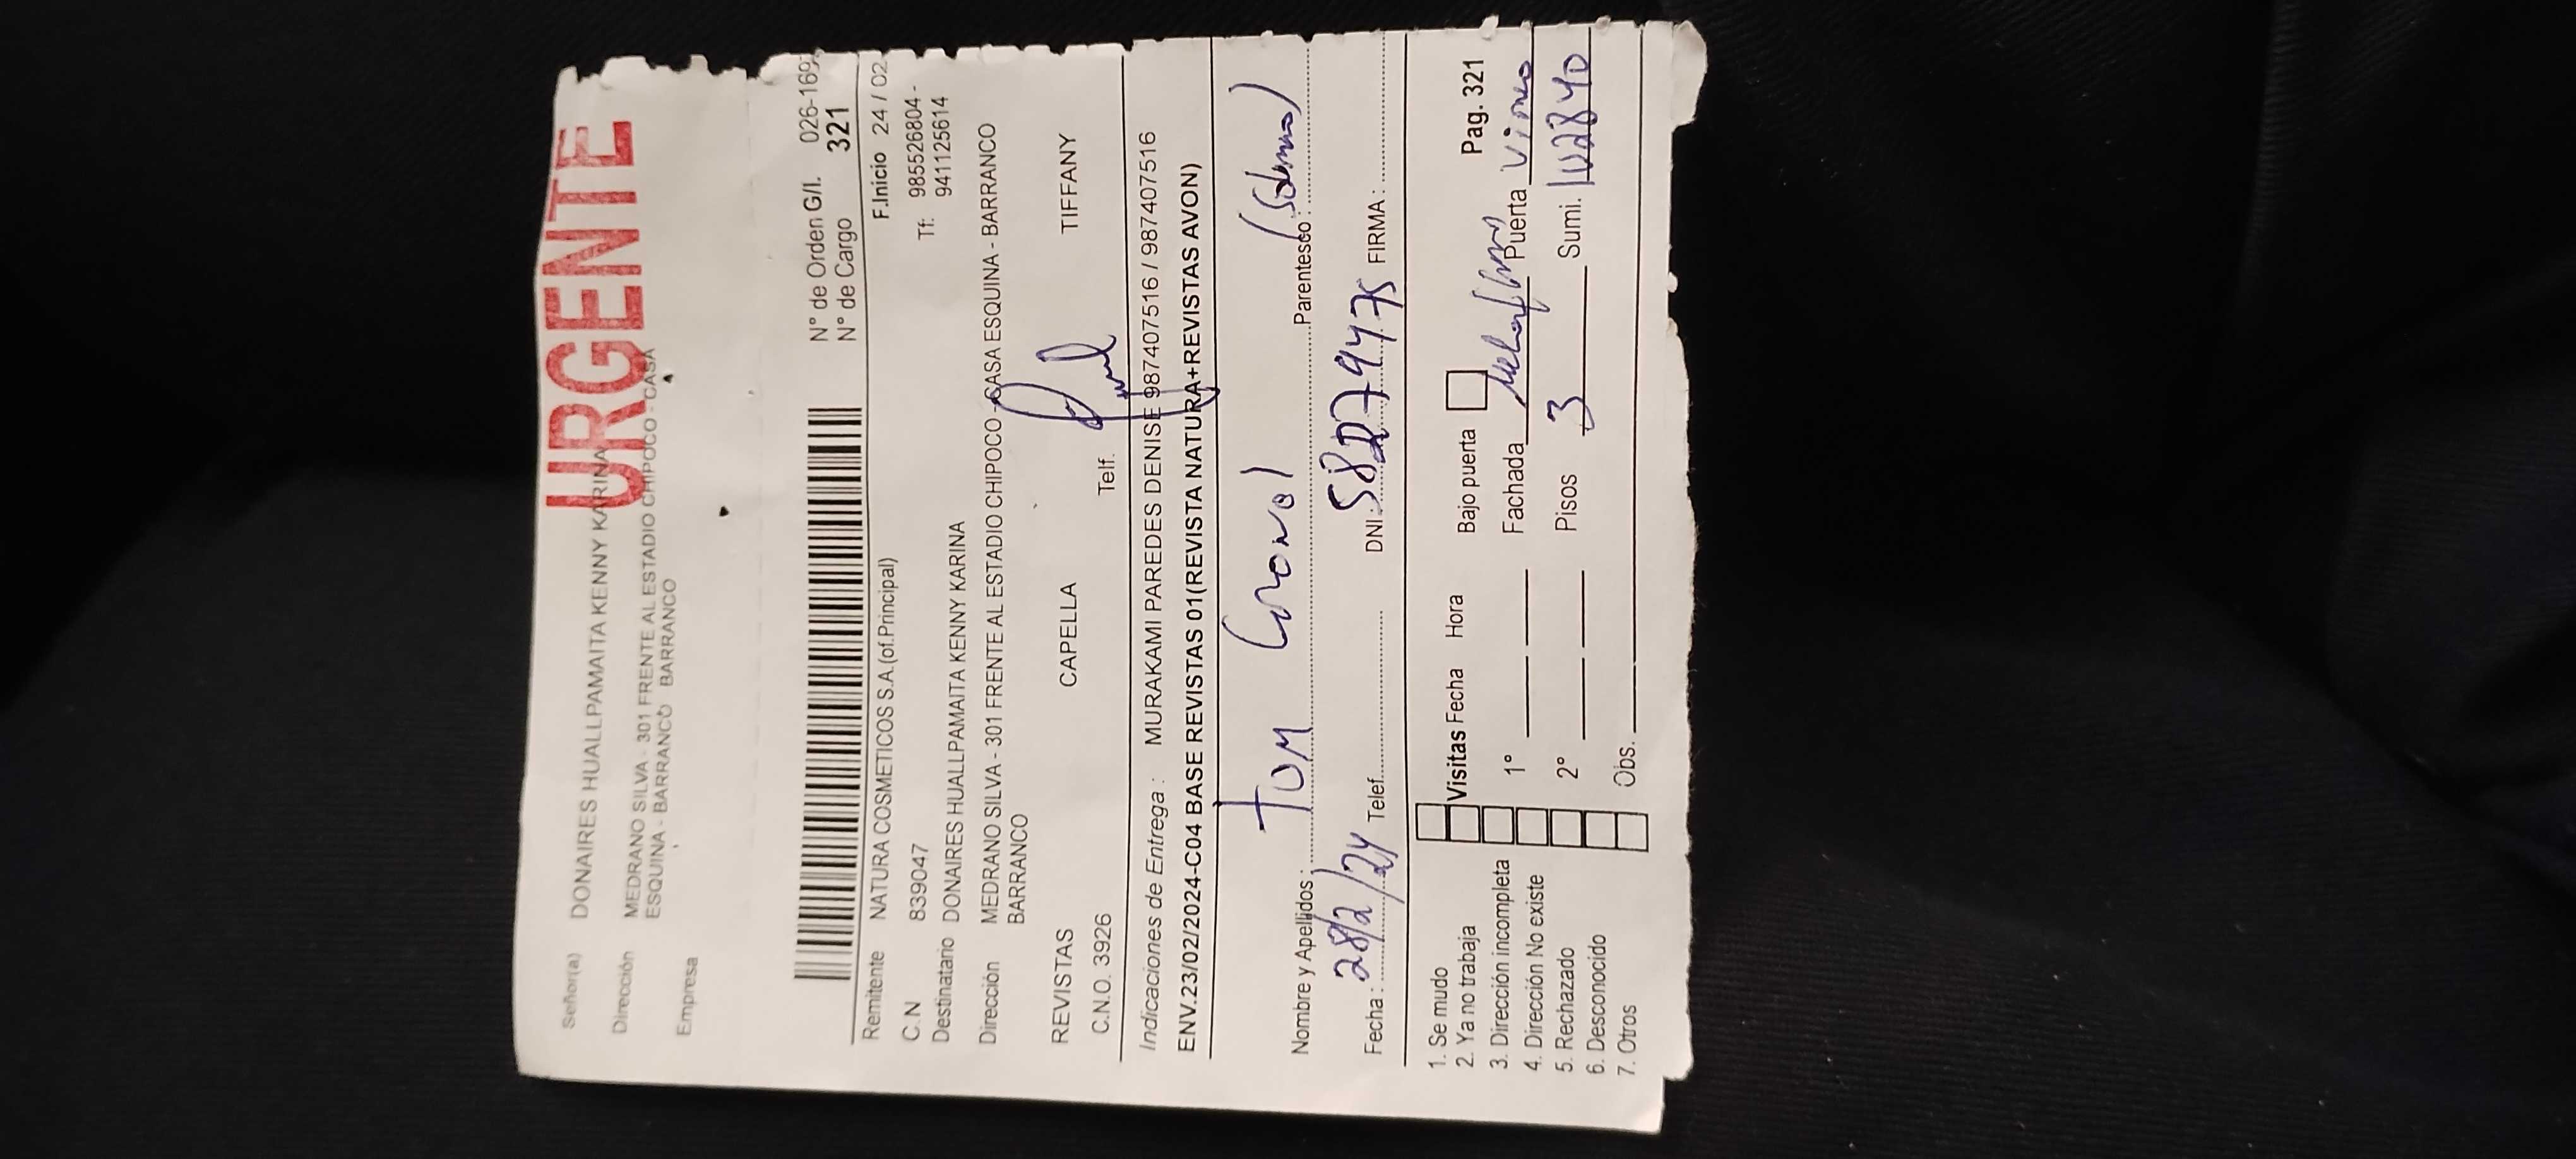 URGENTE
Señor(a) DONAIRES HUALLPAMAITA KENNY KARINA
Dirección MEDRANO SILVA - 301 FRENTE AL ESTADIO CHIPOCO - CASA
ESQUINA - BARRANCO BARRANCO
Empresa
N° de Orden G/I. 026-169
N° de Cargo 321
Remitente NATURA COSMETICOS S.A.(of.Principal) F.Inicio 24 / 02
C.N 839047 Tf: 985526804 -
Destinatario DONAIRES HUALLPAMAITA KENNY KARINA 941125614
Dirección MEDRANO SILVA - 301 FRENTE AL ESTADIO CHIPOCO - CASA ESQUINA - BARRANCO
BARRANCO
REVISTAS CAPELLA TIFFANY
C.N.O. 3926 Telf.
Indicaciones de Entrega : MURAKAMI PAREDES DENISE 987407516 / 987407516
ENV.23/02/2024-C04 BASE REVISTAS 01(REVISTA NATURA+REVISTAS AVON)
Nombre y Apellidos : Tom Parentesco :
Fecha : 28/2/24 Telef. DNI: 58279475 FIRMA :
1. Se mudo
2. Ya no trabaja Visitas Fecha Hora Bajo puerta Pag. 321
3. Dirección incompleta
4. Dirección No existe 1° Fachada Puerta
5. Rechazado 2° Pisos 3 Sumi.
6. Desconocido
7. Otros Obs.